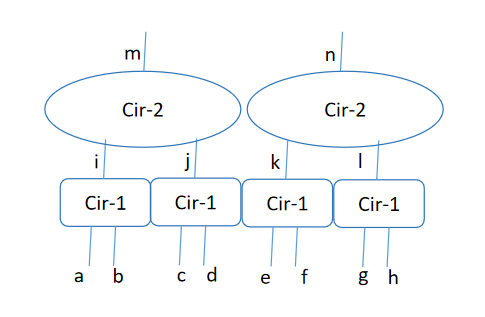 m n
Cir-2 Cir-2
i j k l
Cir-1 Cir-1 Cir-1 Cir-1
a b c d e f g h